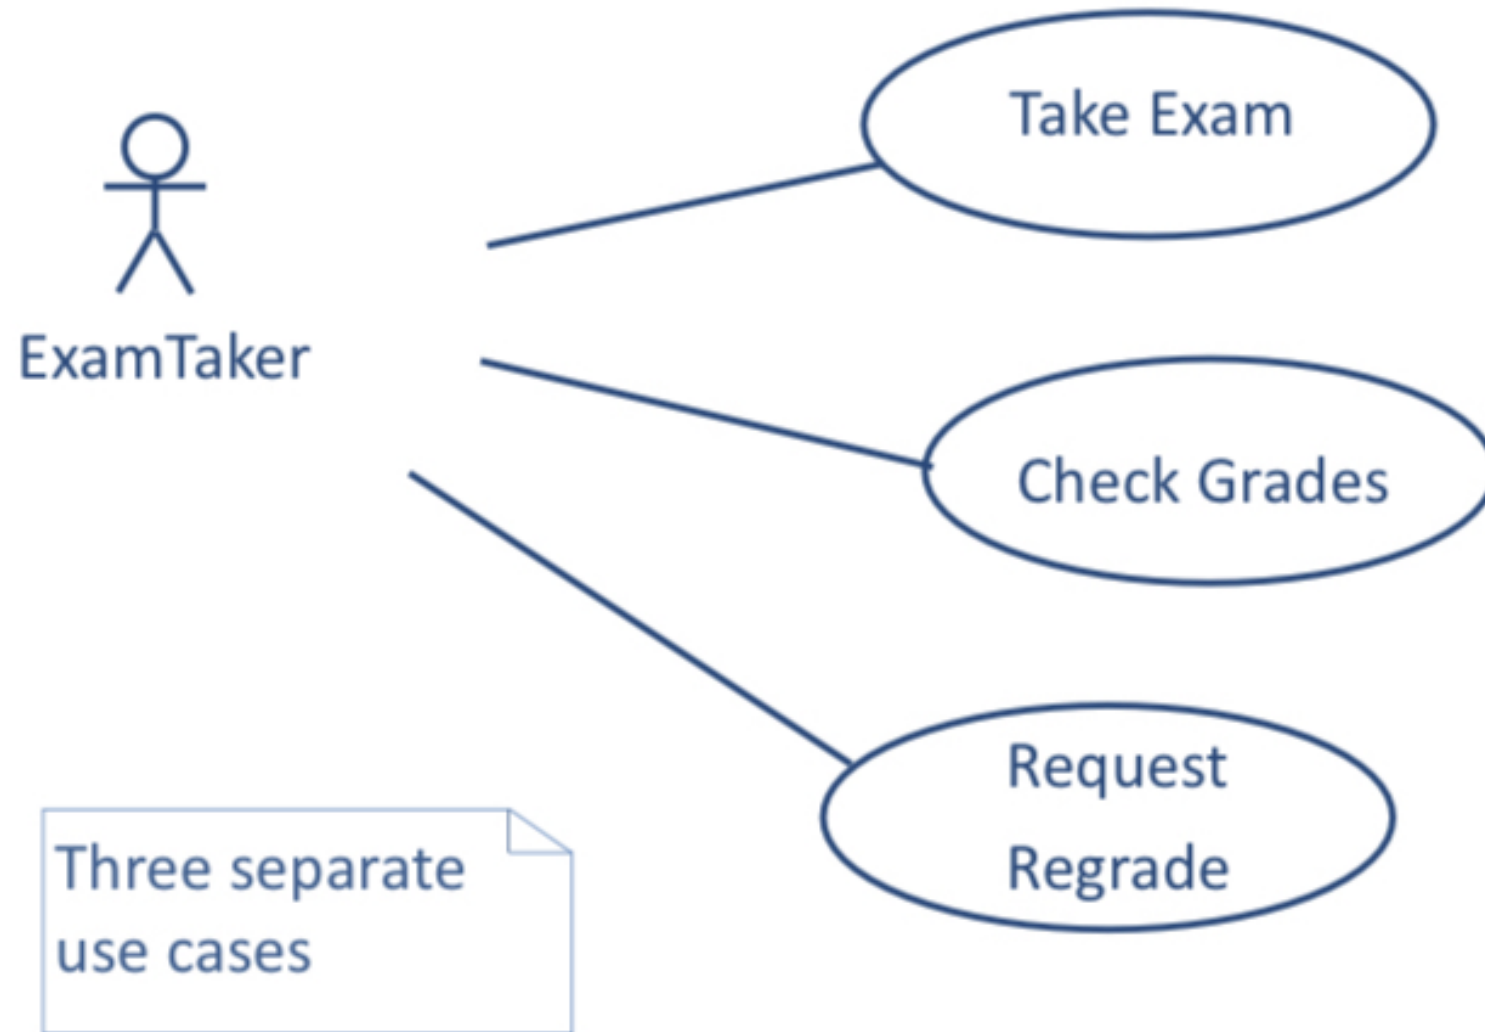 Take Exam
ExamTaker
Check Grades
Request
Regrade
Three separate
use cases